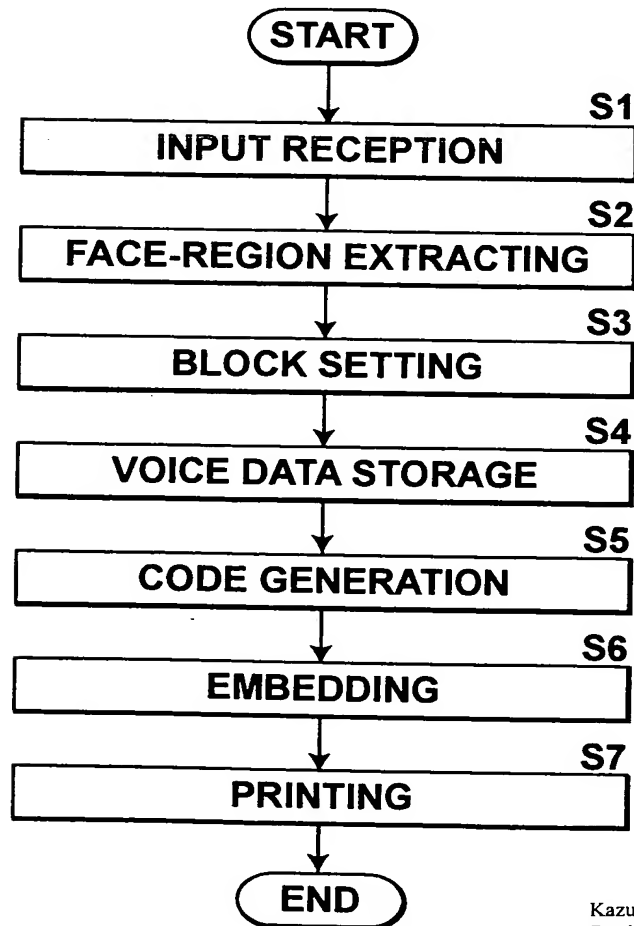 START
S1
INPUT RECEPTION
S2
FACE-REGION EXTRACTING
S3
BLOCK SETTING
S4
VOICE DATA STORAGE
S5
CODE GENERATION
S6
EMBEDDING
S7
PRINTING
END
Kazu